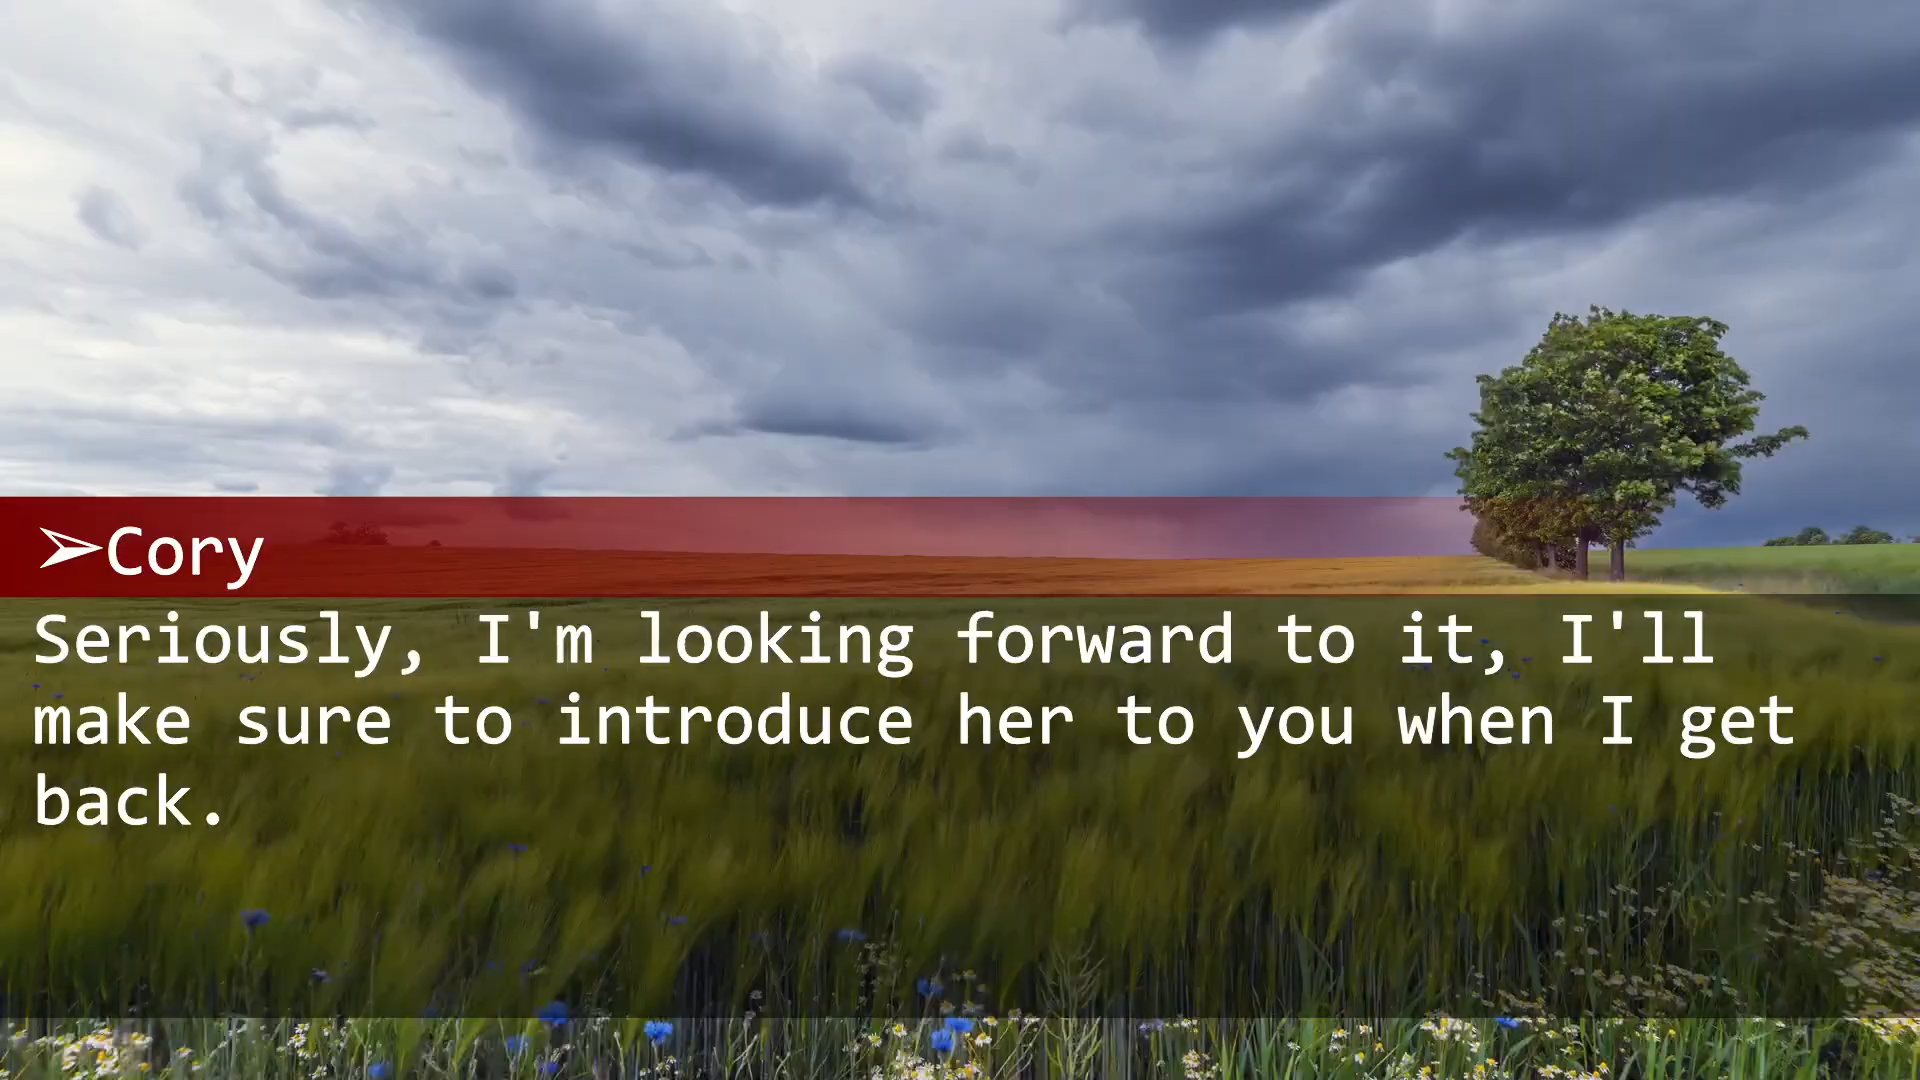 ➢Cory
Seriously, I'm looking forward to it, I'll
make sure to introduce her to you when I get
back.